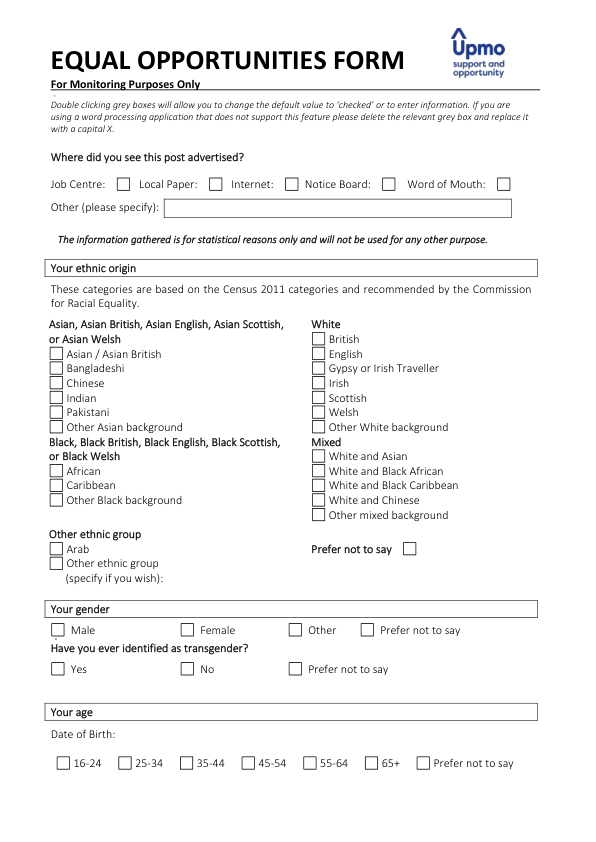 EQUAL OPPORTUNITIES FORM
Upmo
support and
opportunity
For Monitoring Purposes Only
Double clicking grey boxes will allow you to change the default value to ‘checked’ or to enter information. If you are
using a word processing application that does not support this feature please delete the relevant grey box and replace it
with a capital X.
Where did you see this post advertised?
Job Centre: Local Paper: Internet: Notice Board: Word of Mouth:
Other (please specify):
The information gathered is for statistical reasons only and will not be used for any other purpose.
Your ethnic origin
These categories are based on the Census 2011 categories and recommended by the Commission
for Racial Equality.
Asian, Asian British, Asian English, Asian Scottish,
or Asian Welsh
Asian / Asian British
Bangladeshi
Chinese
Indian
Pakistani
Other Asian background
Black, Black British, Black English, Black Scottish,
or Black Welsh
African
Caribbean
Other Black background
Other ethnic group
Arab
Other ethnic group
(specify if you wish):
White
British
English
Gypsy or Irish Traveller
Irish
Scottish
Welsh
Other White background
Mixed
White and Asian
White and Black African
White and Black Caribbean
White and Chinese
Other mixed background
Prefer not to say
Your gender
Male Female Other Prefer not to say
Have you ever identified as transgender?
Yes No Prefer not to say
Your age
Date of Birth:
16-24 25-34 35-44 45-54 55-64 65+ Prefer not to say